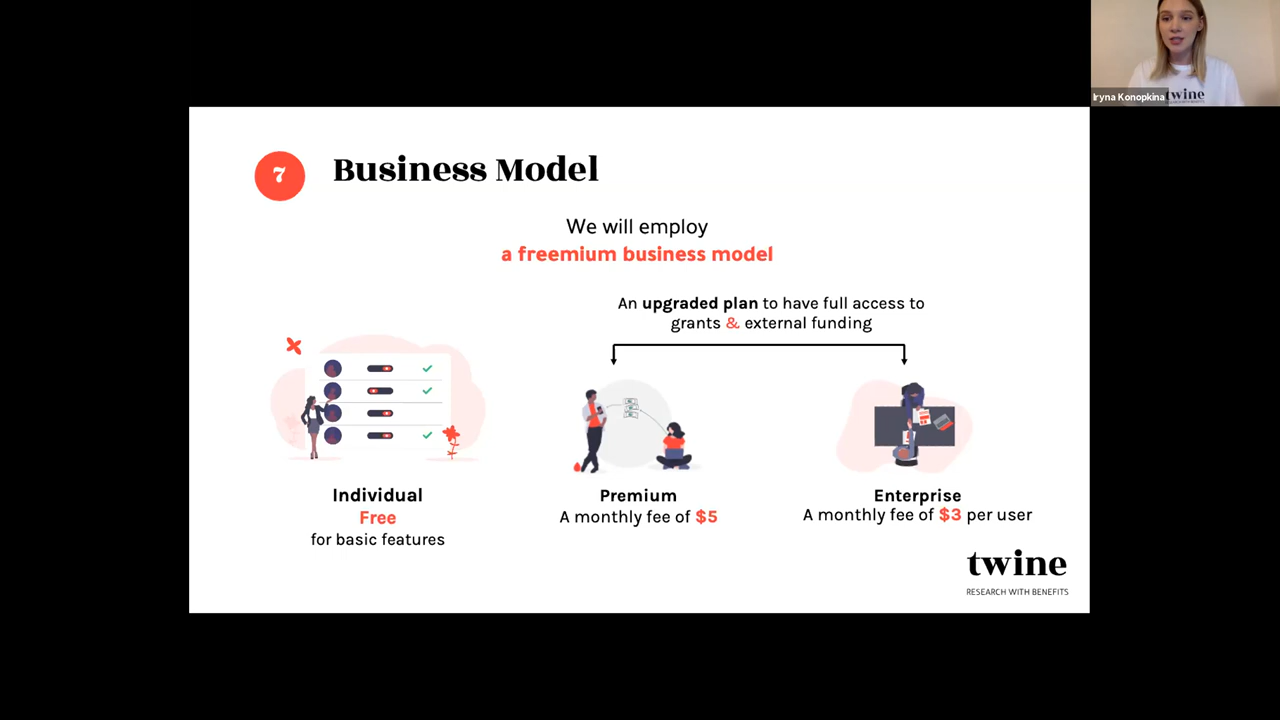 Iryna Konopkina
twine
7
Business Model
We will employ
a freemium business model
An upgraded plan to have full access to
grants & external funding
Individual
Free
for basic features
Premium
A monthly fee of $5
Enterprise
A monthly fee of $3 per user
twine
RESEARCH WITH BENEFITS